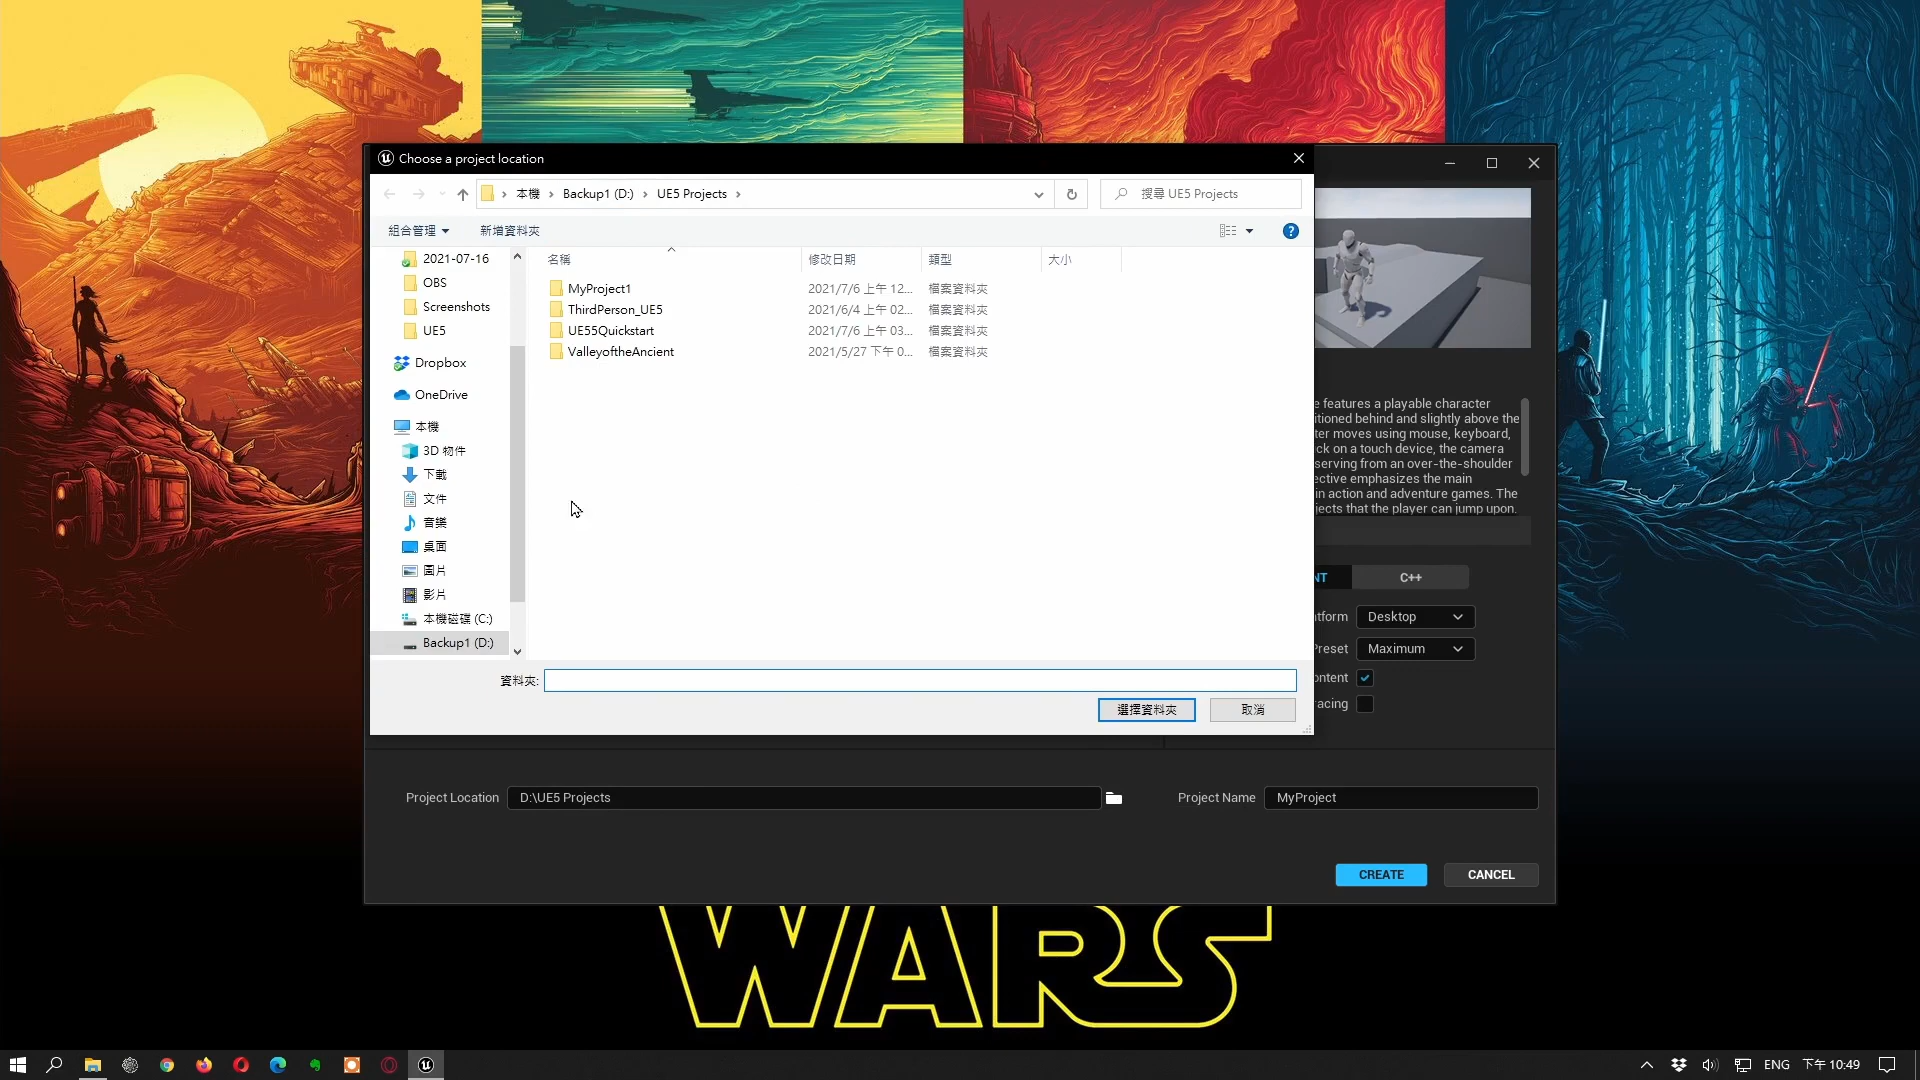 Choose a project location
本機
Backup1 (D:)
UE5 Projects
搜尋 UE5 Projects
組合管理
新增資料夾
2021-07-16
OBS
Screenshots
UE5
Dropbox
OneDrive
本機
3D 物件
下載
文件
音樂
桌面
圖片
影片
本機磁碟 (C:)
Backup1 (D:)
名稱 修改日期 類型 大小
MyProject1 2021/7/6 上午 12... 檔案資料夾
ThirdPerson_UE5 2021/6/4 上午 02... 檔案資料夾
UE55Quickstart 2021/7/6 上午 03... 檔案資料夾
ValleyoftheAncient 2021/5/27 下午 0... 檔案資料夾
資料夾:
選擇資料夾 取消
e features a playable character
itioned behind and slightly above the
ter moves using mouse, keyboard,
ck on a touch device, the camera
serving from an over-the-shoulder
ective emphasizes the main
in action and adventure games. The
jects that the player can jump upon.
NT C++
tform Desktop
Preset Maximum
ontent
racing
Project Location D:\UE5 Projects
Project Name MyProject
CREATE CANCEL
WARS
ENG 下午 10:49